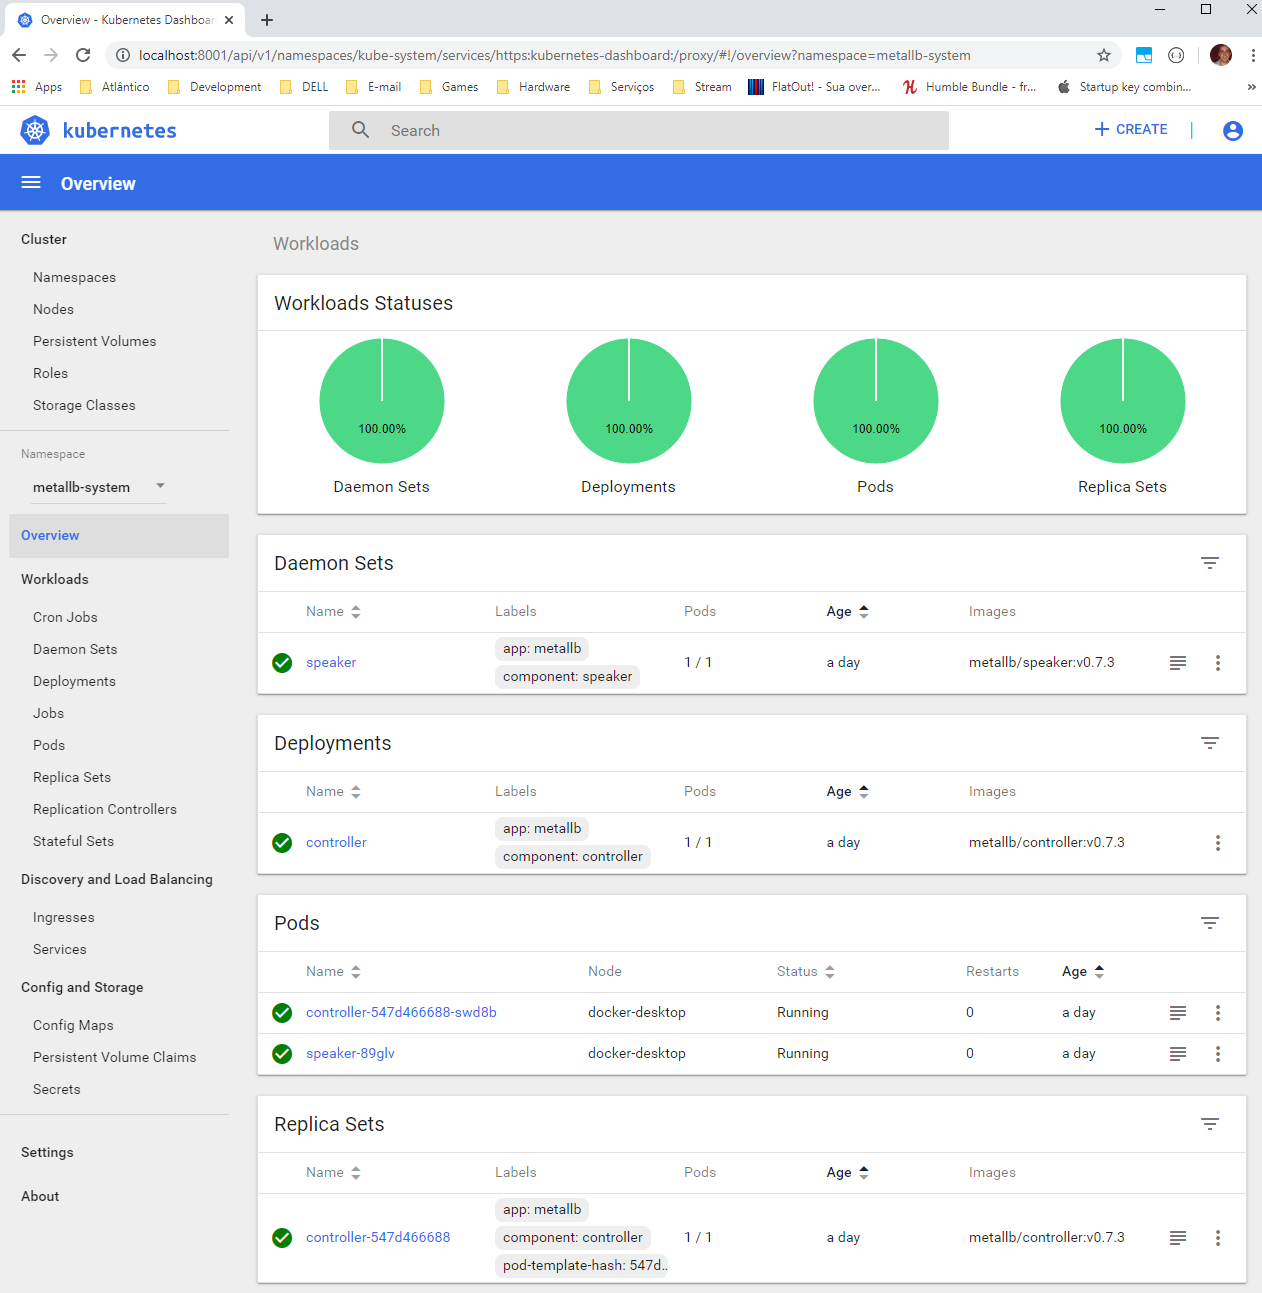 Overview - Kubernetes Dashboar
localhost:8001/api/v1/namespaces/kube-system/services/https:kubernetes-dashboard:/proxy/#!/overview?namespace=metallb-system
Apps Atlântico Development DELL E-mail Games Hardware Serviços Stream FlatOut! - Sua over... Humble Bundle - fr... Startup key combin... »
kubernetes Search CREATE
Overview
Cluster
Namespaces
Nodes
Persistent Volumes
Roles
Storage Classes
Namespace
metallb-system
Overview
Workloads
Cron Jobs
Daemon Sets
Deployments
Jobs
Pods
Replica Sets
Replication Controllers
Stateful Sets
Discovery and Load Balancing
Ingresses
Services
Config and Storage
Config Maps
Persistent Volume Claims
Secrets
Settings
About
Workloads
Workloads Statuses
100.00% 100.00% 100.00% 100.00%
Daemon Sets Deployments Pods Replica Sets
Daemon Sets
Name Labels Pods Age Images
speaker app: metallb 1 / 1 a day metallb/speaker:v0.7.3
component: speaker
Deployments
Name Labels Pods Age Images
controller app: metallb 1 / 1 a day metallb/controller:v0.7.3
component: controller
Pods
Name Node Status Restarts Age
controller-547d466688-swd8b docker-desktop Running 0 a day
speaker-89glv docker-desktop Running 0 a day
Replica Sets
Name Labels Pods Age Images
app: metallb
controller-547d466688 component: controller 1 / 1 a day metallb/controller:v0.7.3
pod-template-hash: 547d..